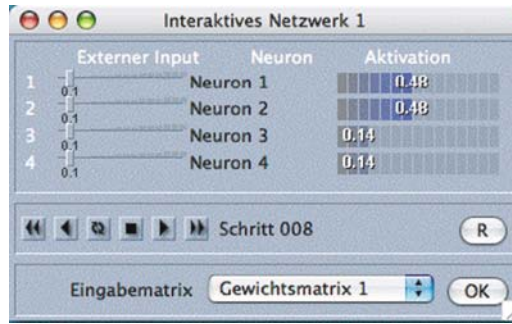 Interaktives Netzwerk 1
Externer Input Neuron Aktivation
1 0.1 Neuron 1 0.48
2 0.1 Neuron 2 0.48
3 0.1 Neuron 3 0.14
4 0.1 Neuron 4 0.14
Schritt 008 R
Eingabematrix Gewichtsmatrix 1 OK